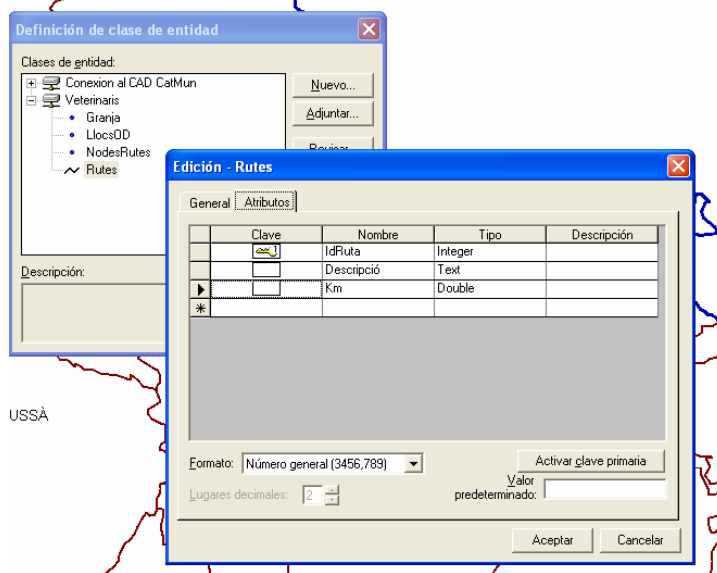 Definición de clase de entidad
Clases de entidad:
Conexion al CAD CatMun
Veterinaris
Granja
LlocsOD
NodesRutes
Rutes
Nuevo...
Adjuntar...
Revisar...
Descripción:
USSÀ
Edición - Rutes
General Atributos
Clave Nombre Tipo Descripción
IdRuta Integer
Descripció Text
Km Double
Formato: Número general (3456,789) Activar clave primaria
Lugares decimales: 2 Valor predeterminado:
Aceptar Cancelar